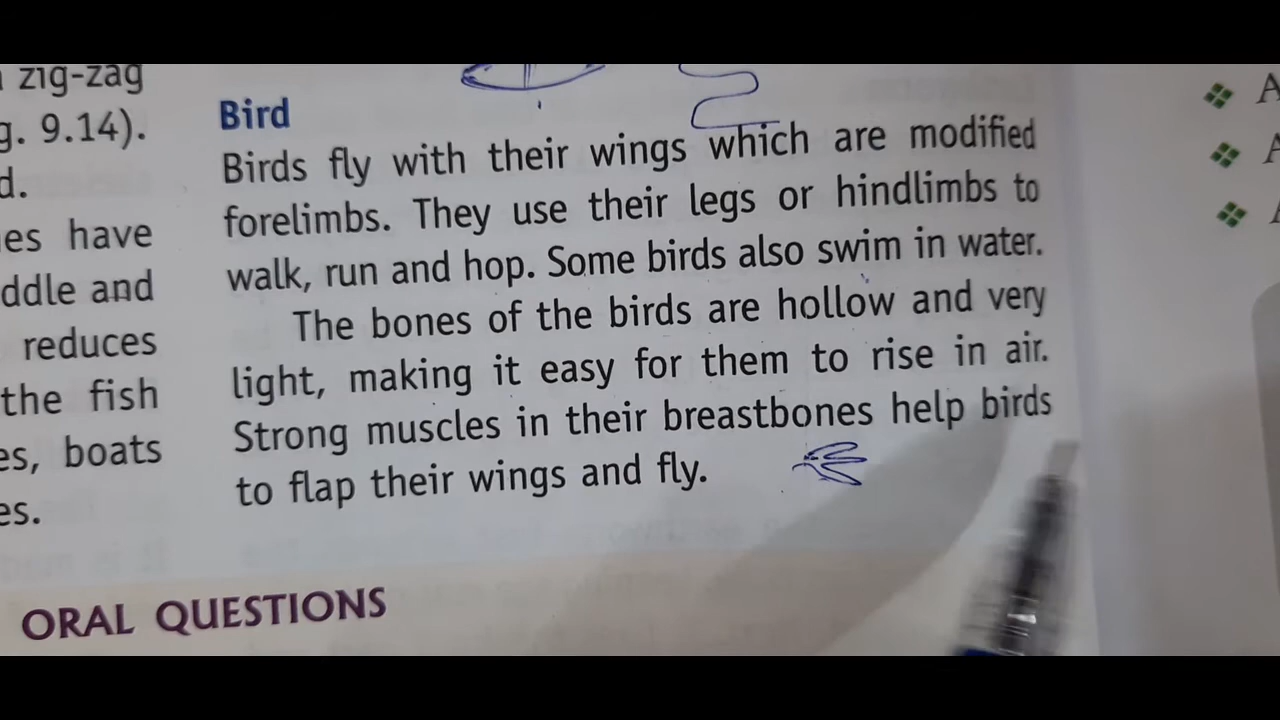 zig-zag
g. 9.14).
d.
es have
ddle and
reduces
the fish
es, boats
es.
Bird
Birds fly with their wings which are modified
forelimbs. They use their legs or hindlimbs to
walk, run and hop. Some birds also swim in water.
The bones of the birds are hollow and very
light, making it easy for them to rise in air.
Strong muscles in their breastbones help birds
to flap their wings and fly.
ORAL QUESTIONS
A
A